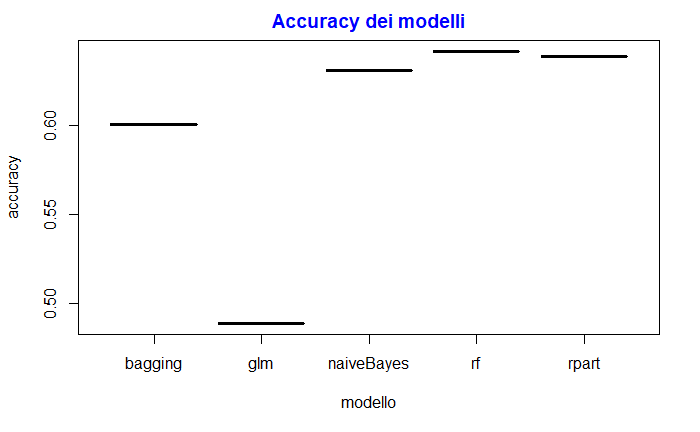 Accuracy dei modelli
accuracy
0.60
0.55
0.50
bagging glm naiveBayes rf rpart
modello